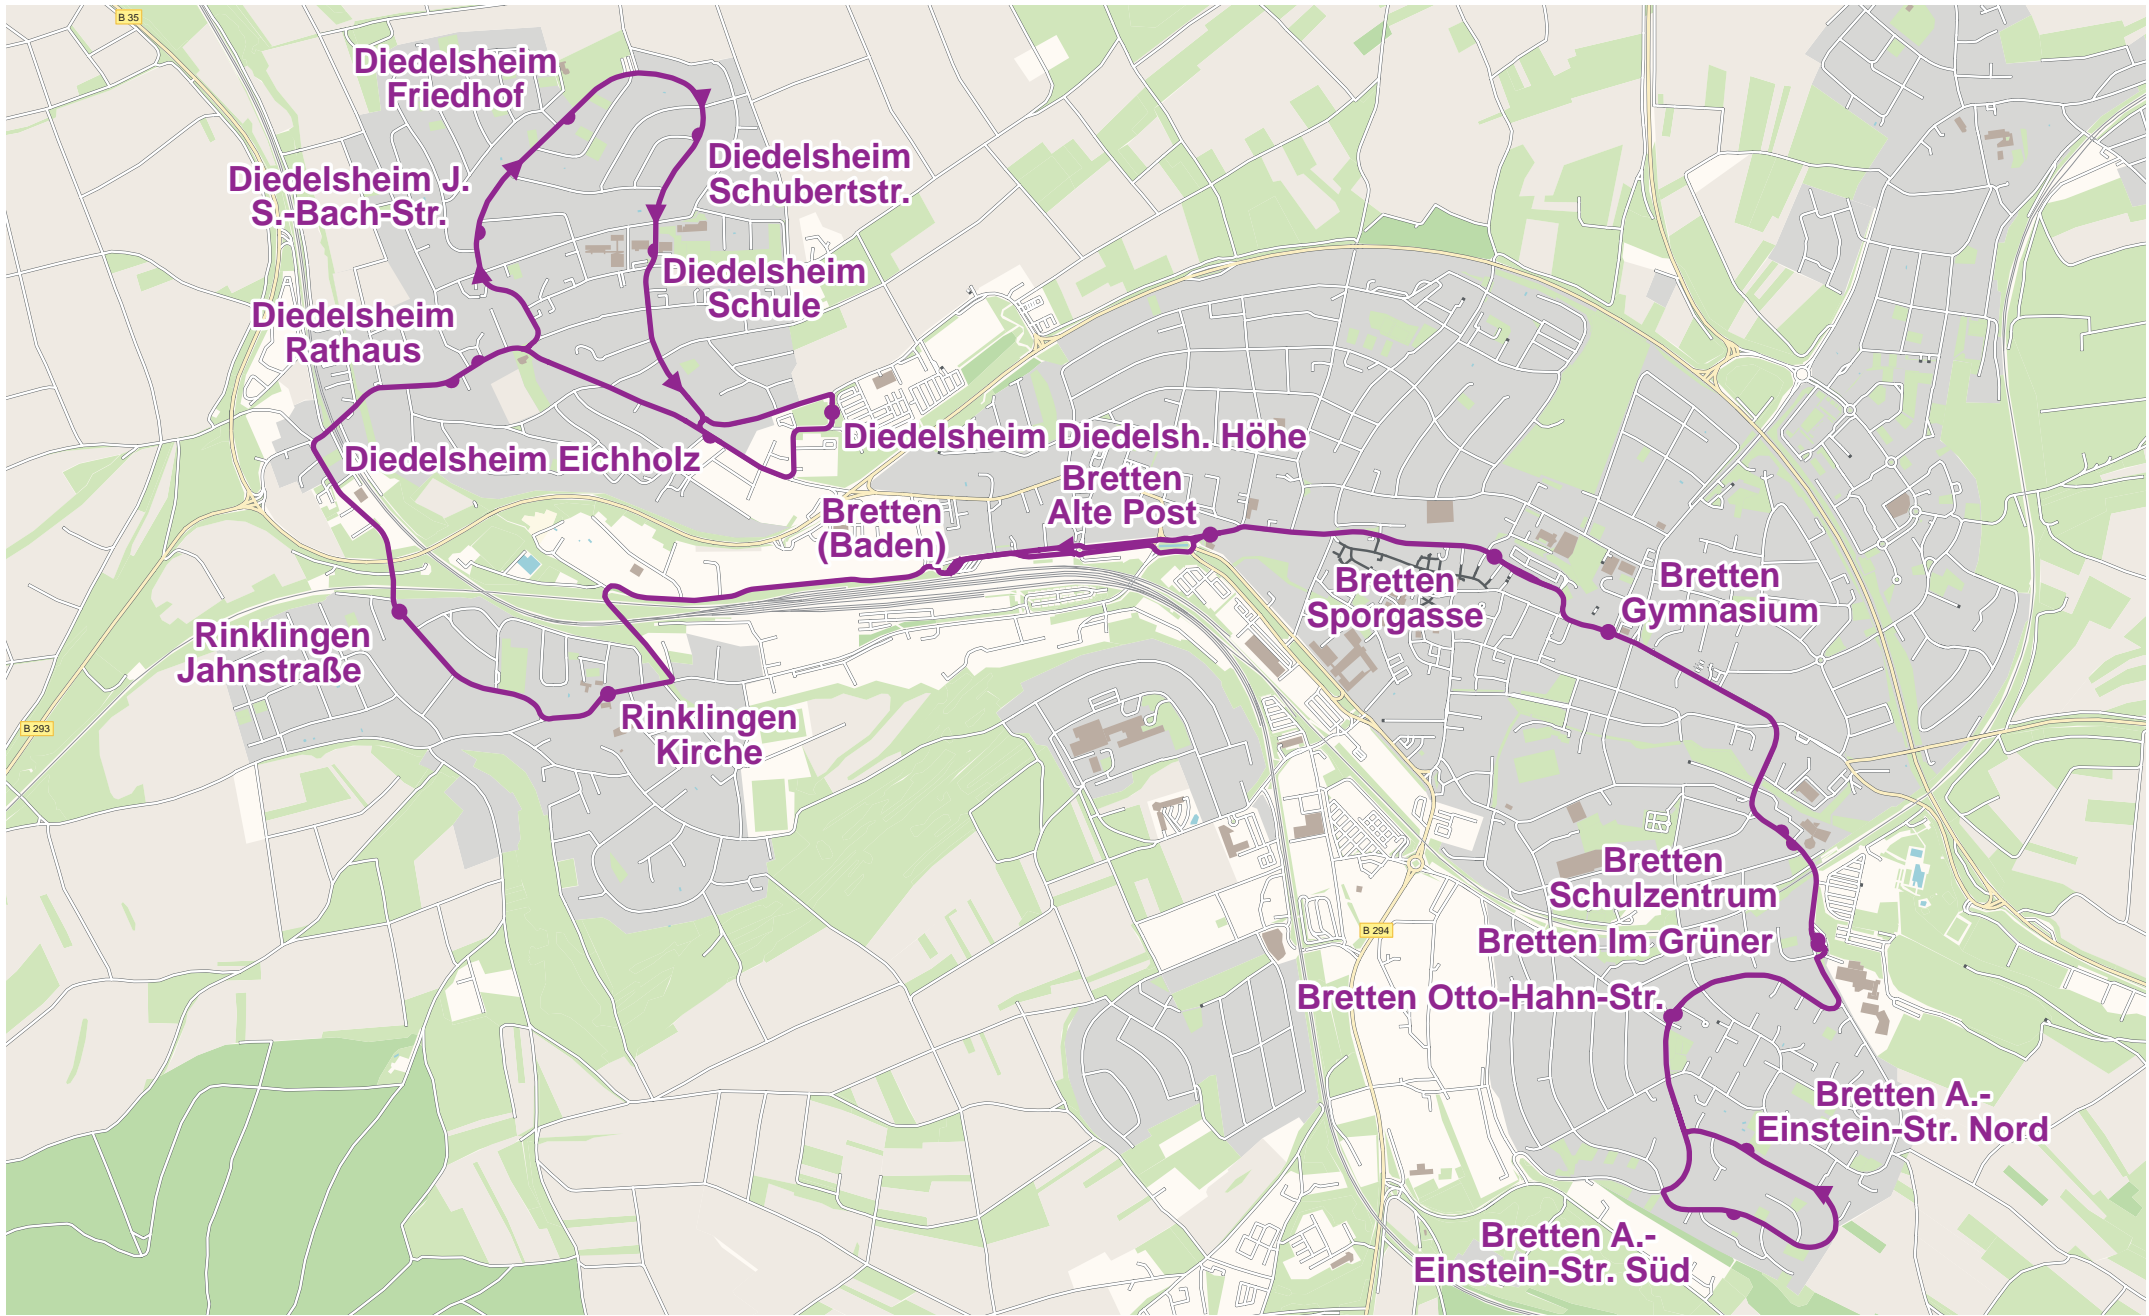 B 35
Diedelsheim
Friedhof
Diedelsheim
Schubertstr.
Diedelsheim J.
S.-Bach-Str.
Diedelsheim
Schule
Diedelsheim
Rathaus
Diedelsheim Diedelsh. Höhe
Diedelsheim Eichholz
Bretten
Alte Post
Bretten
(Baden)
Bretten
Sporgasse
Bretten
Gymnasium
Rinklingen
Jahnstraße
Rinklingen
Kirche
B 293
Bretten
Schulzentrum
B 294
Bretten Im Grüner
Bretten Otto-Hahn-Str.
Bretten A.-
Einstein-Str. Nord
Bretten A.-
Einstein-Str. Süd